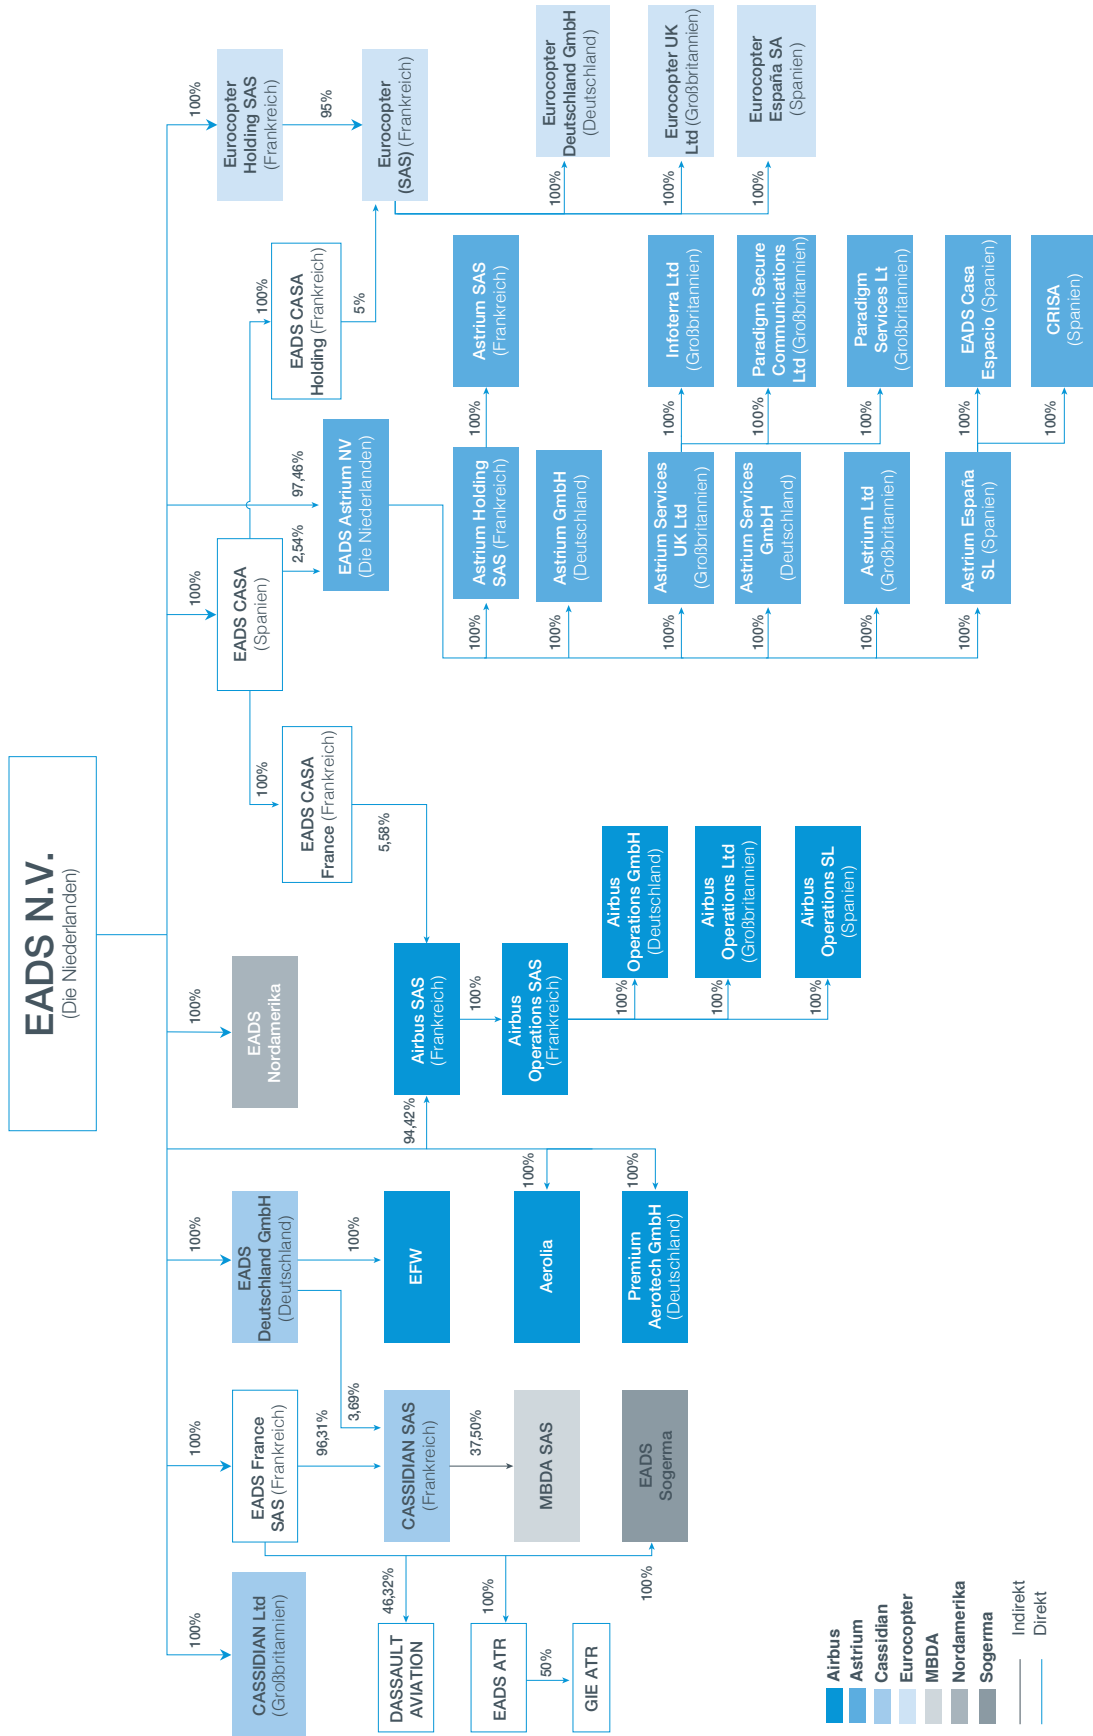 EADS N.V.
(Die Niederlanden)
100%
CASSIDIAN Ltd
(Großbritannien)
100%
EADS France
SAS (Frankreich)
100%
EADS
Deutschland GmbH
(Deutschland)
100%
EADS
Nordamerika
100%
EADS CASA
(Spanien)
97,46%
100%
Eurocopter
Holding SAS
(Frankreich)
46,32%
DASSAULT
AVIATION
100%
EADS ATR
50%
GIE ATR
100%
EADS
Sogerma
96,31%
3,69%
CASSIDIAN SAS
(Frankreich)
37,50%
MBDA SAS
100%
EFW
100%
Aerolia
100%
Premium
Aerotech GmbH
(Deutschland)
94,42%
Airbus SAS
(Frankreich)
100%
Airbus
Operations SAS
(Frankreich)
100%
Airbus
Operations GmbH
(Deutschland)
100%
Airbus
Operations Ltd
(Großbritannien)
100%
Airbus
Operations SL
(Spanien)
100%
EADS CASA
France (Frankreich)
5,58%
2,54%
EADS Astrium NV
(Die Niederlanden)
100%
Astrium Holding
SAS (Frankreich)
100%
Astrium SAS
(Frankreich)
100%
Astrium GmbH
(Deutschland)
100%
Astrium Services
UK Ltd
(Großbritannien)
100%
Infoterra Ltd
(Großbritannien)
100%
Paradigm Secure
Communications
Ltd (Großbritannien)
100%
Paradigm
Services Lt
(Großbritannien)
100%
Astrium Services
GmbH
(Deutschland)
100%
Astrium Ltd
(Großbritannien)
100%
Astrium España
SL (Spanien)
100%
EADS Casa
Espacio (Spanien)
100%
CRISA
(Spanien)
100%
EADS CASA
Holding (Frankreich)
5%
95%
Eurocopter
(SAS) (Frankreich)
100%
Eurocopter
Deutschland GmbH
(Deutschland)
100%
Eurocopter UK
Ltd (Großbritannien)
100%
Eurocopter
España SA
(Spanien)
Airbus
Astrium
Cassidian
Eurocopter
MBDA
Nordamerika
Sogerma
Indirekt
Direkt